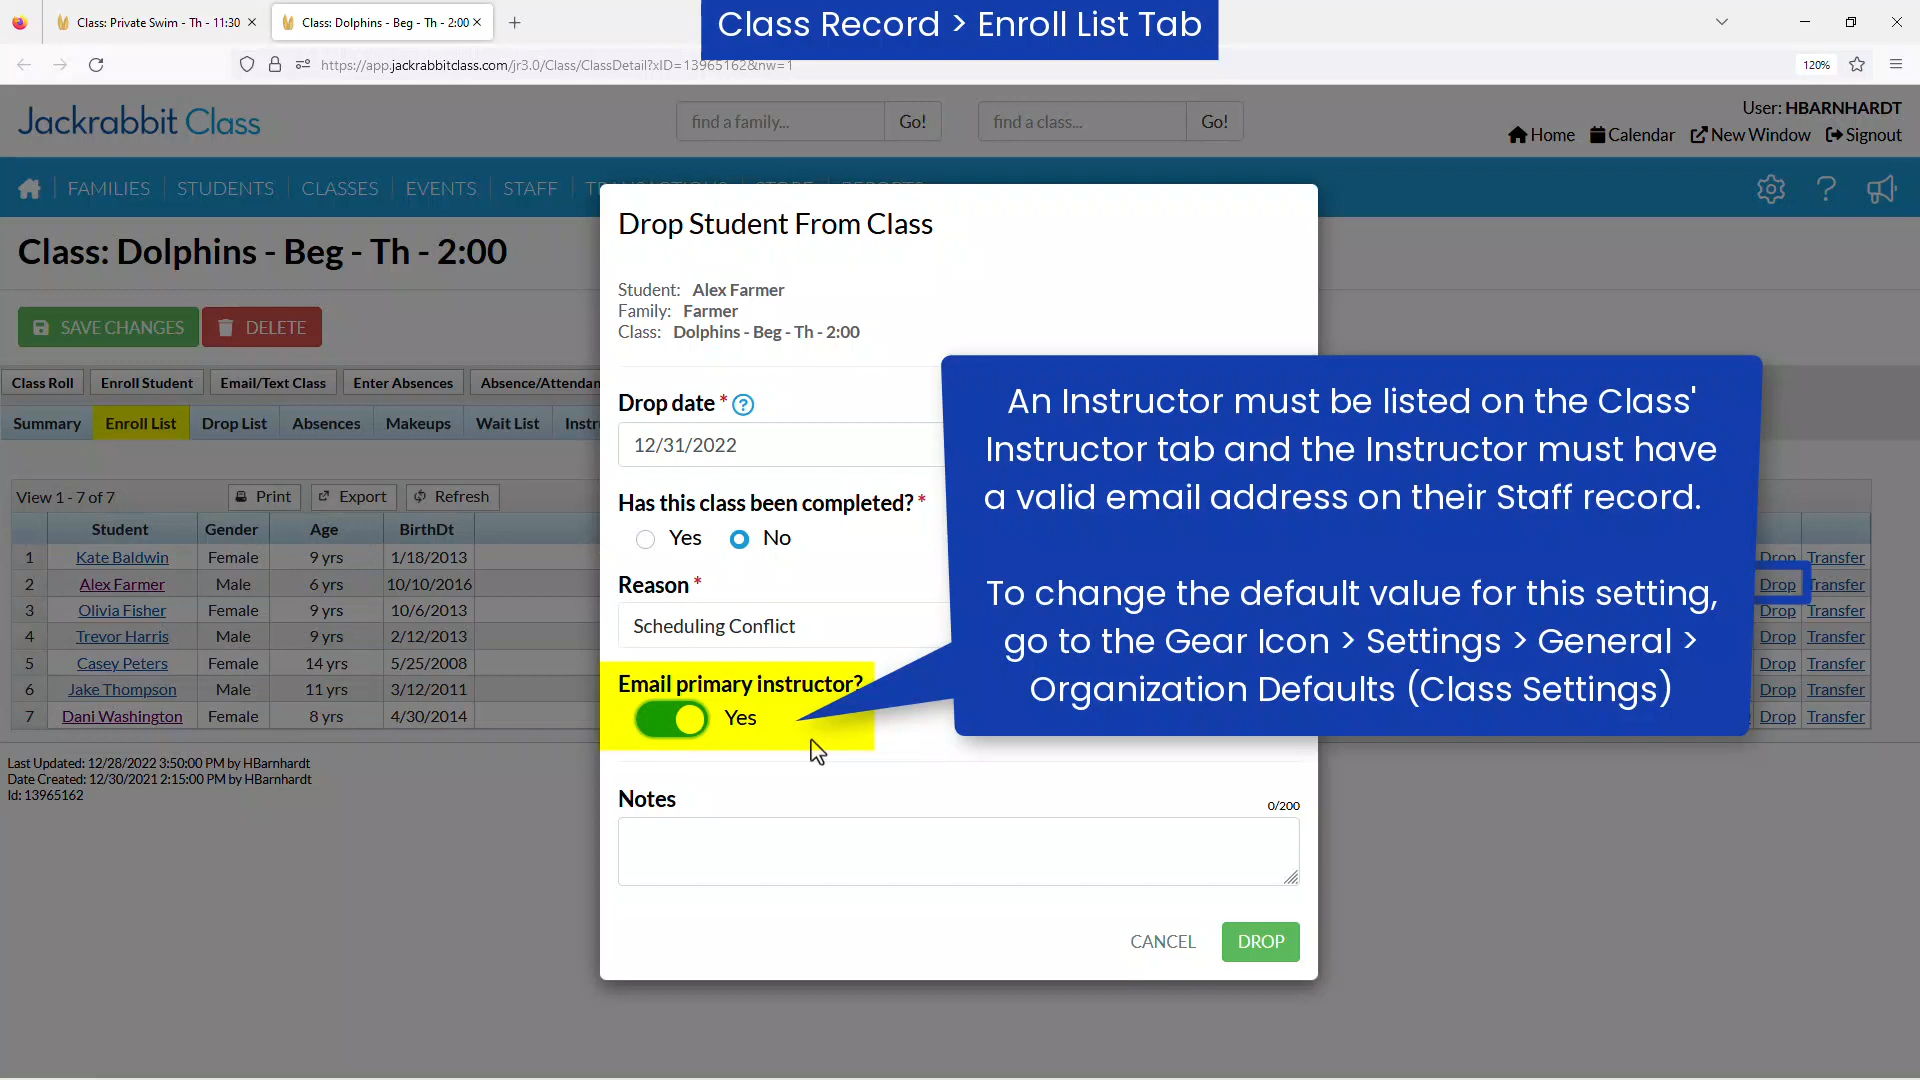 Class: Private Swim - Th - 11:30
Class: Dolphins - Beg - Th - 2:00
Class Record > Enroll List Tab
https://app.jackrabbitclass.com/jr3.0/Class/ClassDetail?xID=13965162&nw=1
120%
Jackrabbit Class
find a family...
Go!
find a class...
Go!
User: HBARNHARDT
Home
Calendar
New Window
Signout
FAMILIES
STUDENTS
CLASSES
EVENTS
STAFF
Class: Dolphins - Beg - Th - 2:00
SAVE CHANGES
DELETE
Class Roll
Enroll Student
Email/Text Class
Enter Absences
Absence/Attendan
Summary
Enroll List
Drop List
Absences
Makeups
Wait List
Instr
View 1 - 7 of 7
Print
Export
Refresh
Student Gender Age BirthDt
1 Kate Baldwin Female 9 yrs 1/18/2013 Drop Transfer
2 Alex Farmer Male 6 yrs 10/10/2016 Drop Transfer
3 Olivia Fisher Female 9 yrs 10/6/2013 Drop Transfer
4 Trevor Harris Male 9 yrs 2/12/2013 Drop Transfer
5 Casey Peters Female 14 yrs 5/25/2008 Drop Transfer
6 Jake Thompson Male 11 yrs 3/12/2011 Drop Transfer
7 Dani Washington Female 8 yrs 4/30/2014 Drop Transfer
Last Updated: 12/28/2022 3:50:00 PM by HBarnhardt
Date Created: 12/30/2021 2:15:00 PM by HBarnhardt
Id: 13965162
Drop Student From Class
Student: Alex Farmer
Family: Farmer
Class: Dolphins - Beg - Th - 2:00
Drop date *
12/31/2022
Has this class been completed? *
Yes
No
Reason *
Scheduling Conflict
Email primary instructor?
Yes
Notes
0/200
CANCEL
DROP
An Instructor must be listed on the Class'
Instructor tab and the Instructor must have
a valid email address on their Staff record.
To change the default value for this setting,
go to the Gear Icon > Settings > General >
Organization Defaults (Class Settings)